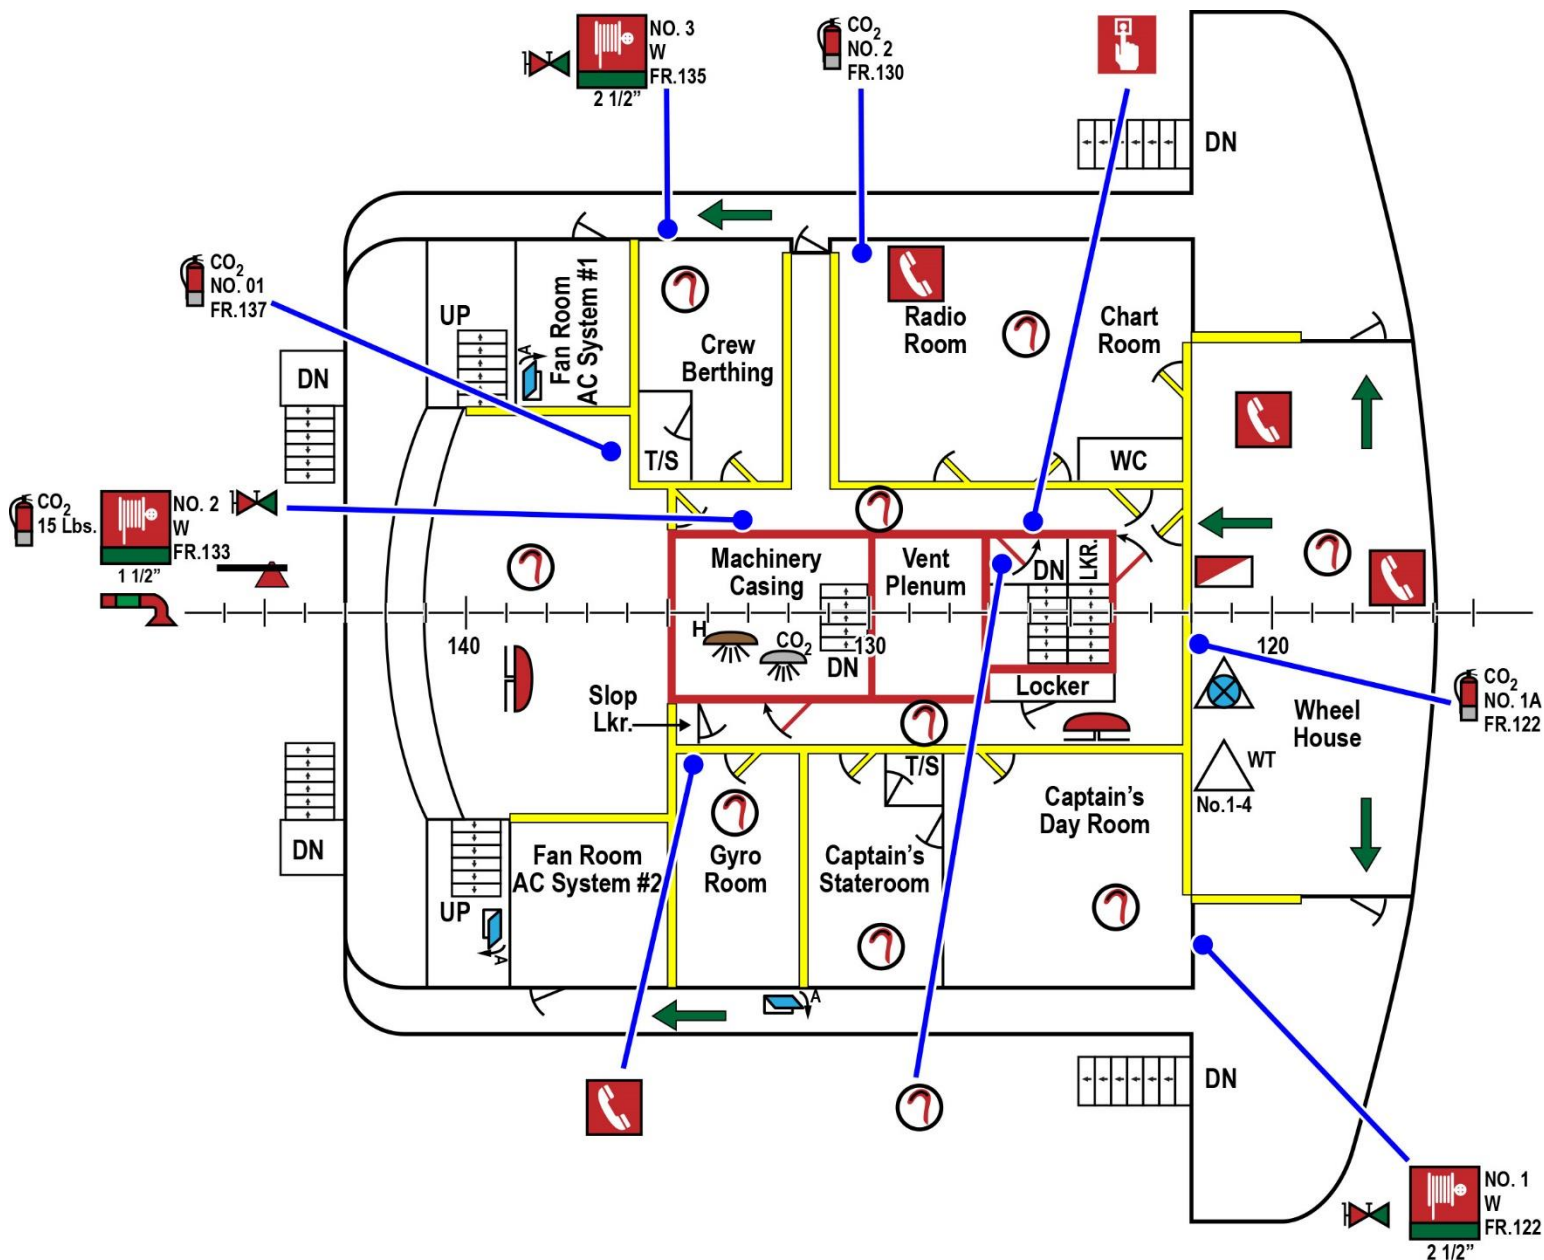 NO. 3
W
FR.135
2 1/2”
CO2
NO. 2
FR.130
DN
CO2
NO. 01
FR.137
UP
A
Fan Room
AC System #1
Crew
Berthing
Radio
Room
Chart
Room
DN
T/S
WC
CO2
15 Lbs.
NO. 2
W
FR.133
1 1/2”
Machinery
Casing
Vent
Plenum
DN
LKR.
H
CO2
DN
140
130
120
Slop
Lkr.
Locker
CO2
NO. 1A
FR.122
Wheel
House
WT
No.1-4
T/S
Captain’s
Day Room
DN
Fan Room
AC System #2
Gyro
Room
Captain’s
Stateroom
UP
A
A
DN
NO. 1
W
FR.122
2 1/2”